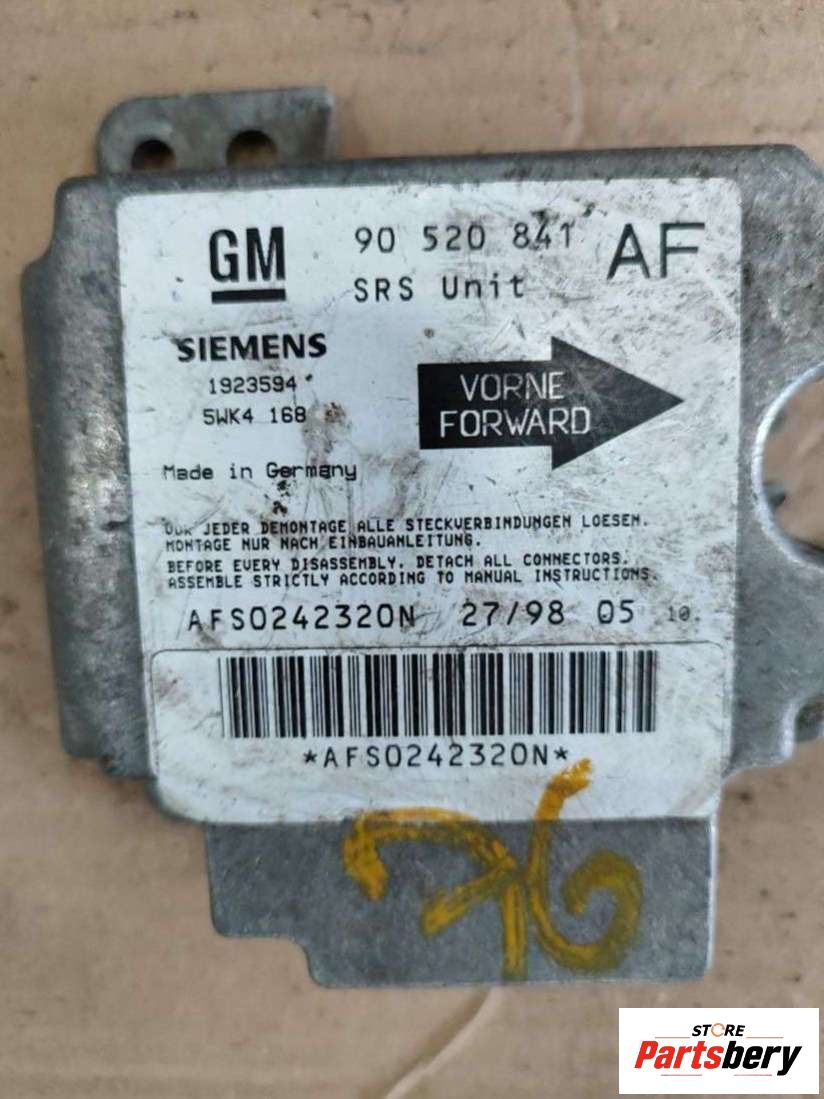 GM 90 520 841 AF
SRS Unit
SIEMENS
1923594
5WK4 168
VORNE
FORWARD
Made in Germany
JEDER DEMONTAGE ALLE STECKVERBINDUNGEN LOESEN.
MONTAGE NUR NACH EINBAUANLEITUNG.
BEFORE EVERY DISASSEMBLY. DETACH ALL CONNECTORS.
ASSEMBLE STRICTLY ACCORDING TO MANUAL INSTRUCTIONS.
AFS0242320N 27/98 05 10.
*AFS0242320N*
STORE
Partsbery